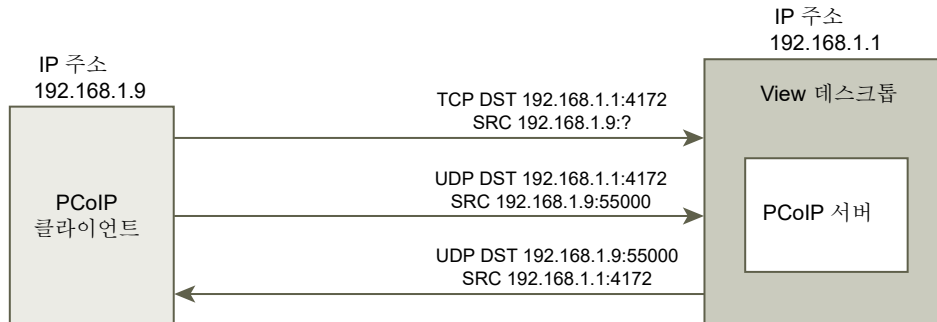 IP 주소
192.168.1.9
PCoIP
클라이언트
TCP DST 192.168.1.1:4172
SRC 192.168.1.9:?
UDP DST 192.168.1.1:4172
SRC 192.168.1.9:55000
UDP DST 192.168.1.9:55000
SRC 192.168.1.1:4172
IP 주소
192.168.1.1
View 데스크톱
PCoIP 서버